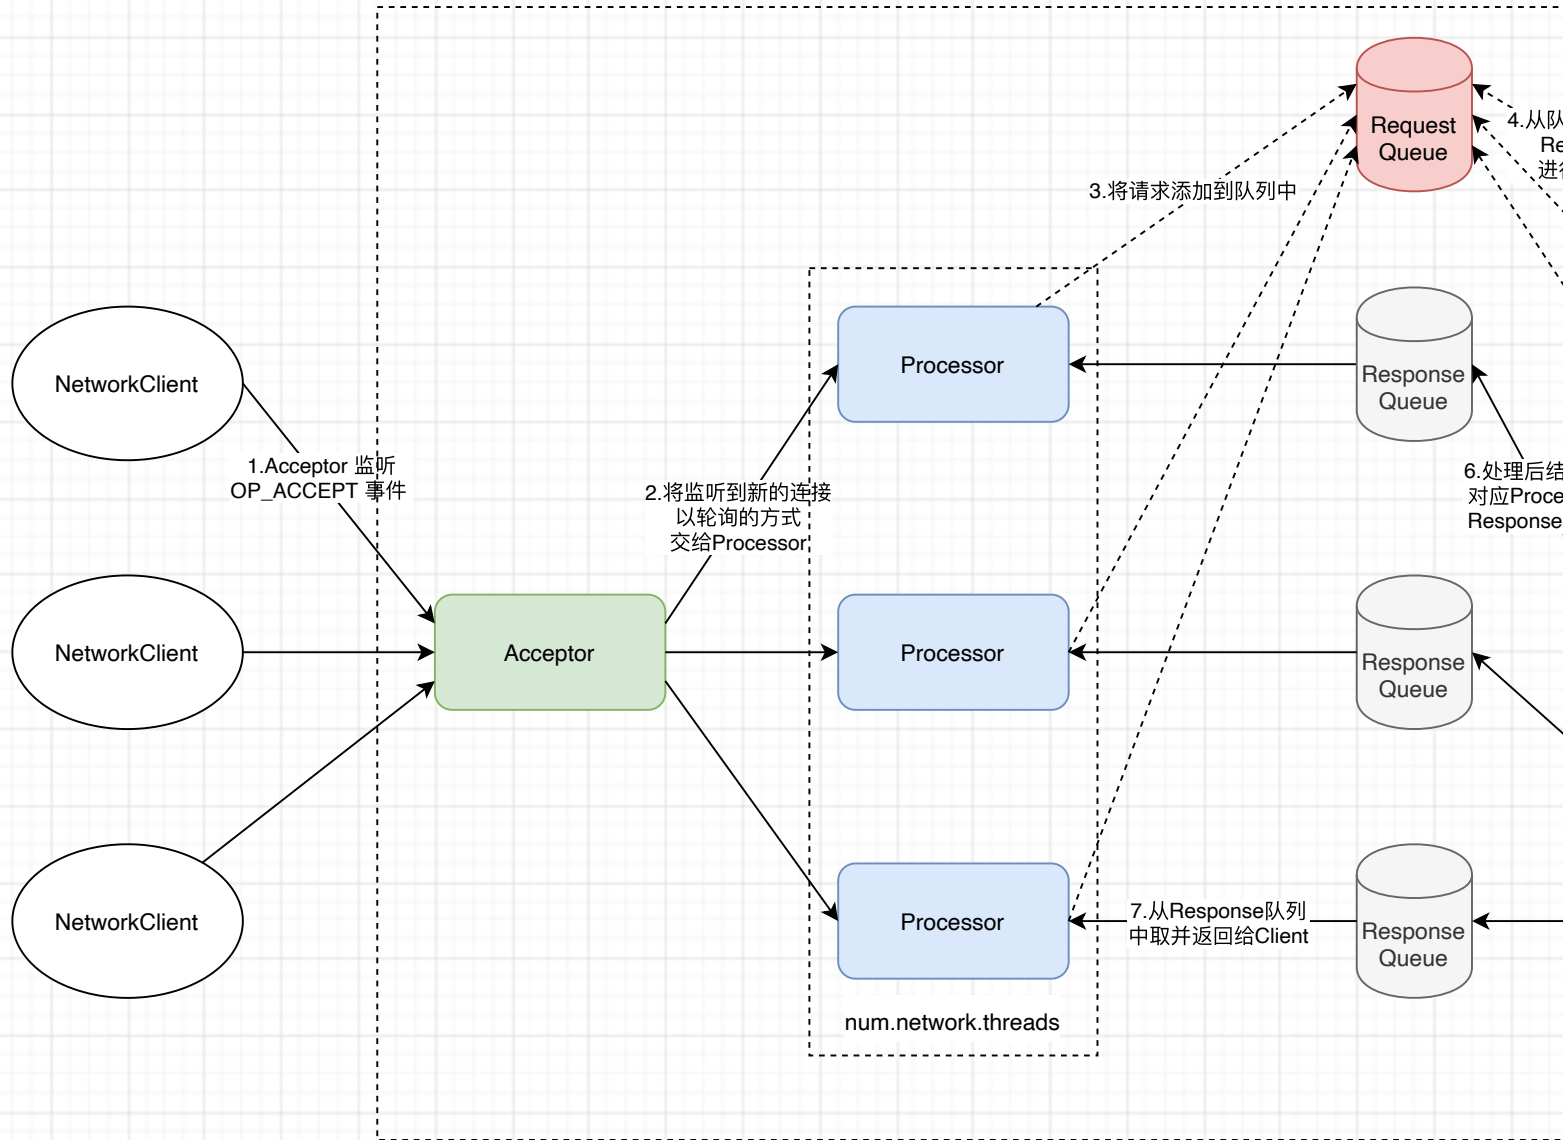 Request
Queue
4.从队
Re
3.将请求添加到队列中
NetworkClient
Processor
Response
Queue
1.Acceptor 监听
OP_ACCEPT 事件
2.将监听到新的连接
以轮询的方式
交给Processor
6.处理后结
对应Proce
Response
NetworkClient
Acceptor
Processor
Response
Queue
NetworkClient
Processor
7.从Response队列
中取并返回给Client
Response
Queue
num.network.threads